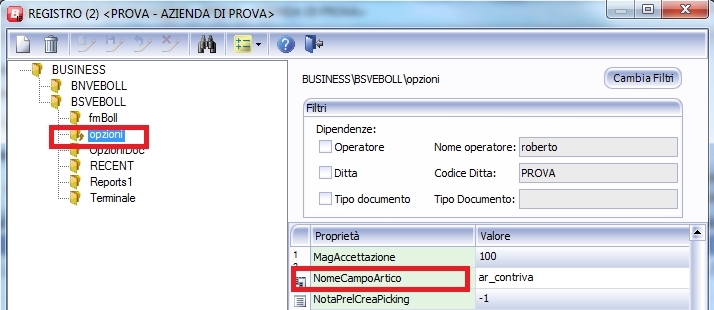 REGISTRO (2) <PROVA - AZIENDA DI PROVA>
BUSINESS
BNVEBOLL
BSVEBOLL
fmBoll
opzioni
OpzioniDoc
RECENT
Reports1
Terminale
BUSINESS\BSVEBOLL\opzioni
Cambia Filtri
Filtri
Dipendenze:
Operatore Nome operatore: roberto
Ditta Codice Ditta: PROVA
Tipo documento Tipo Documento:
Proprietà Valore
MagAccettazione 100
NomeCampoArtico ar_contriva
NotaPrelCreaPicking -1